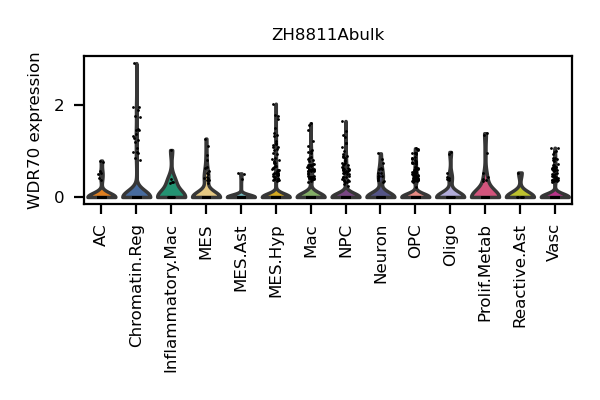 ZH8811Abulk
WDR70 expression
2
0
AC
Chromatin.Reg
Inflammatory.Mac
MES
MES.Ast
MES.Hyp
Mac
NPC
Neuron
OPC
Oligo
Prolif.Metab
Reactive.Ast
Vasc